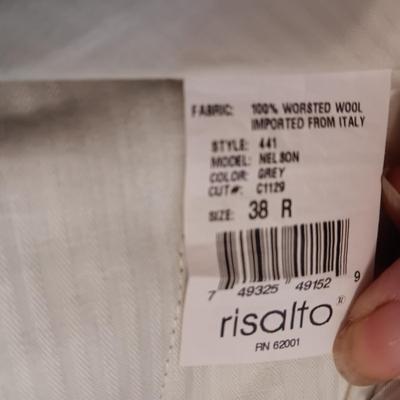 FABRIC: 100% WORSTED WOOL
IMPORTED FROM ITALY
STYLE: 441
MODEL: NELSON
COLOR: GREY
CUT#: C1129
SIZE: 38 R
7 49325 49152 9
risalto®
RN 62001